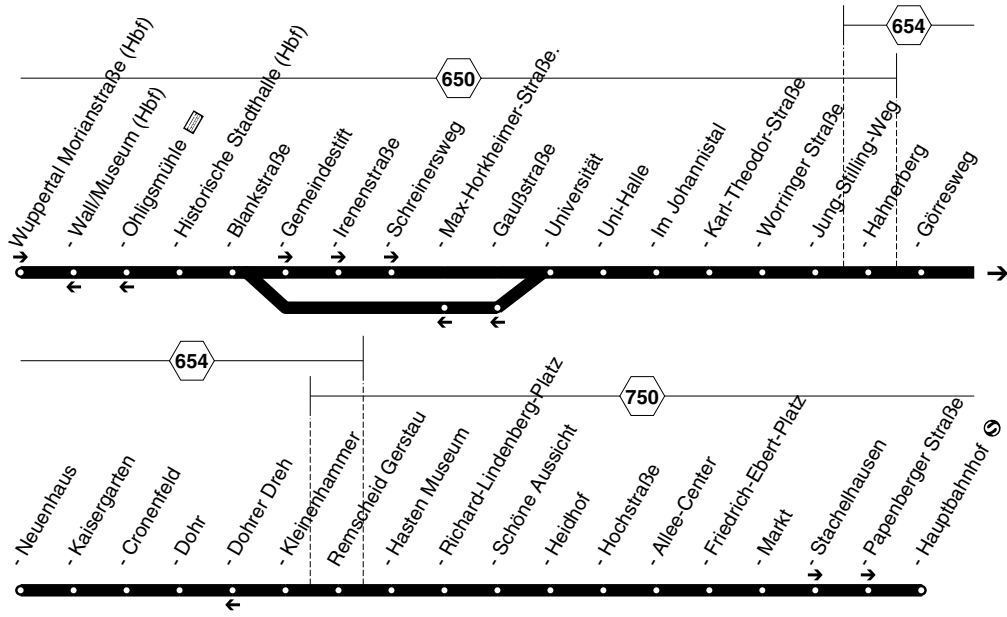 654
650
Wuppertal Morianstraße (Hbf)
- Wall/Museum (Hbf)
- Ohligsmühle
- Historische Stadthalle (Hbf)
- Blankstraße
- Gemeindestift
- Irenenstraße
- Schreinersweg
- Max-Horkheimer-Straße.
- Gaußstraße
- Universität
- Uni-Halle
- Im Johannistal
- Karl-Theodor-Straße
- Worringer Straße
- Jung-Stilling-Weg
- Hahnerberg
- Görresweg
654
750
- Neuenhaus
- Kaisergarten
- Cronenfeld
- Dohr
- Dohrer Dreh
- Kleinenhammer
Remscheid Gerstau
- Hasten Museum
- Richard-Lindenberg-Platz
- Schöne Aussicht
- Heidhof
- Hochstraße
- Allee-Center
- Friedrich-Ebert-Platz
- Markt
- Stachelhausen
- Papenberger Straße
- Hauptbahnhof S